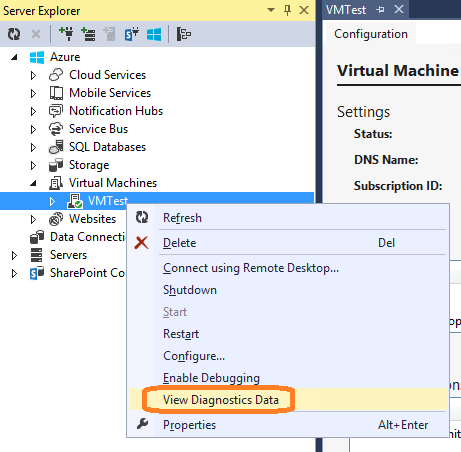 Server Explorer
Azure
Cloud Services
Mobile Services
Notification Hubs
Service Bus
SQL Databases
Storage
Virtual Machines
VMTest
Websites
Data Connecti
Servers
SharePoint Co
VMTest
Configuration
Virtual Machine
Settings
Status:
DNS Name:
Subscription ID:
Refresh
Delete Del
Connect using Remote Desktop...
Shutdown
Start
Restart
Configure...
Enable Debugging
View Diagnostics Data
Properties Alt+Enter